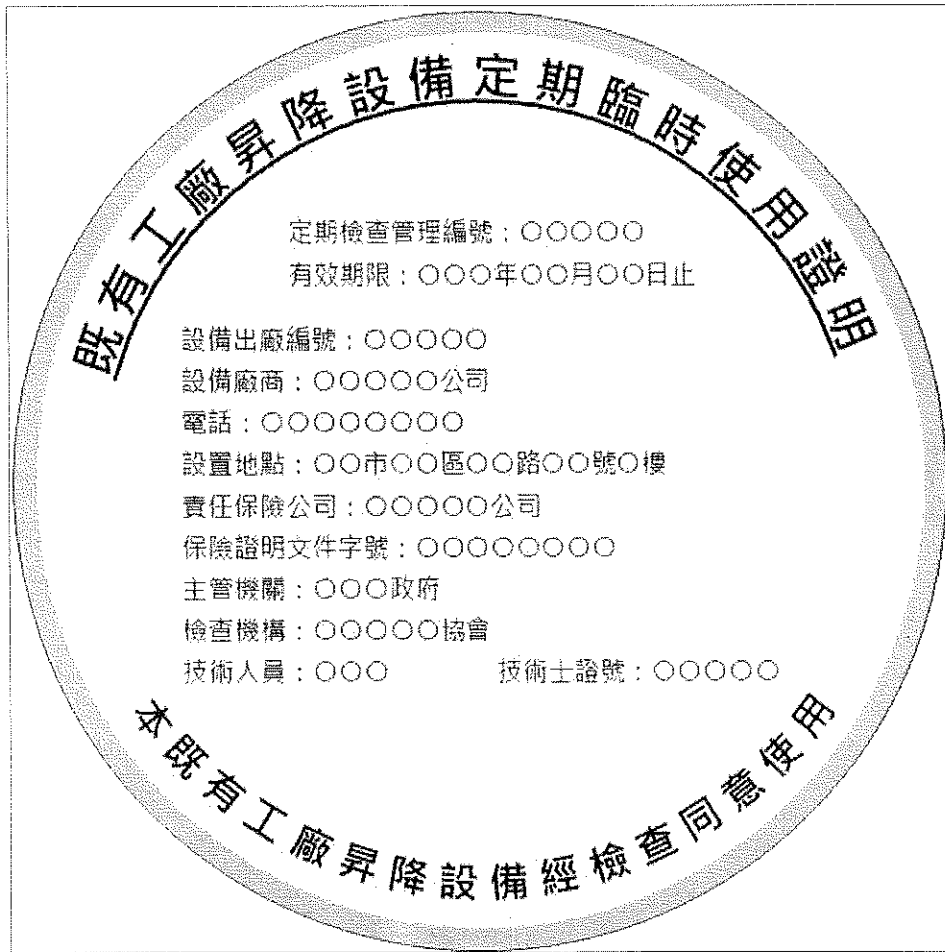 既有工廠昇降設備定期臨時使用證明
定期檢查管理編號：○○○○○
有效期限：○○○年○○月○○日止
設備出廠編號：○○○○○
設備廠商：○○○○○公司
電話：○○○○○○○○
設置地點：○○市○○區○○路○○號○樓
責任保險公司：○○○○○公司
保險證明文件字號：○○○○○○○○
主管機關：○○○政府
檢查機構：○○○○○協會
技術人員：○○○ 技術士證號：○○○○○
本既有工廠昇降設備經檢查同意使用